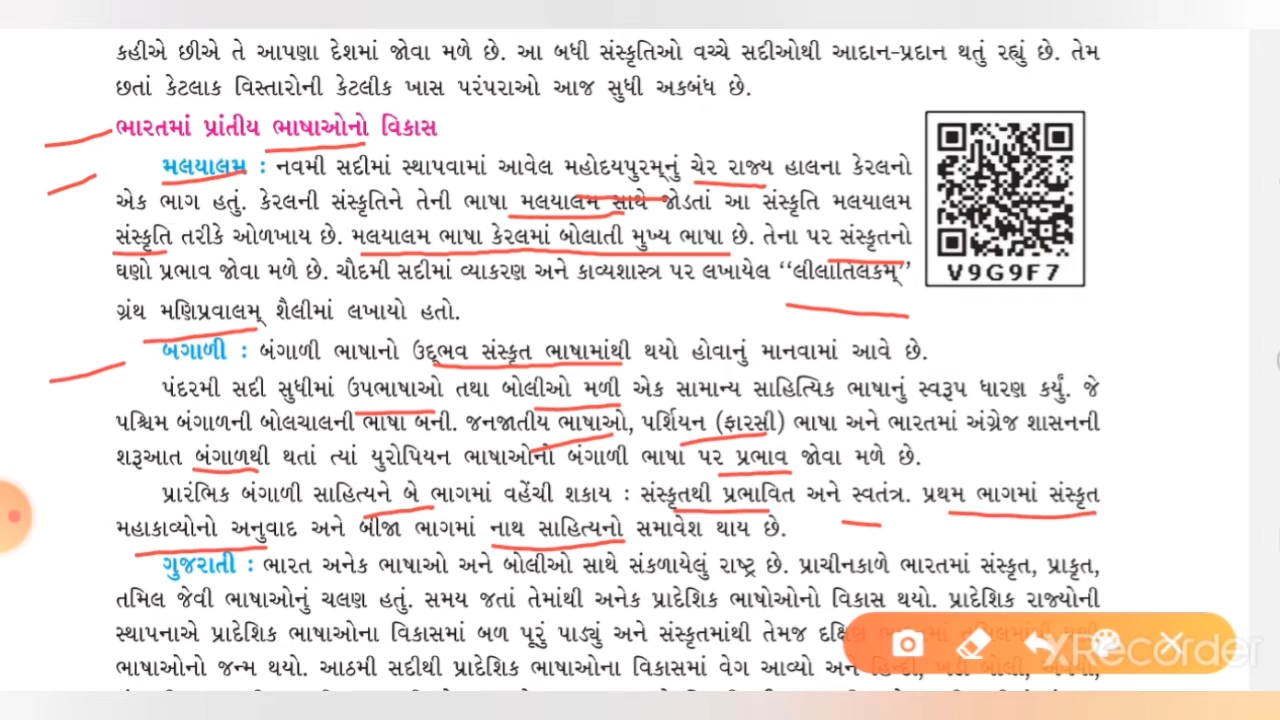 કહીએ છીએ તે આપણા દેશમાં જોવા મળે છે. આ બધી સંસ્કૃતિઓ વચ્ચે સદીઓથી આદાન-પ્રદાન થતું રહ્યું છે. તેમ
છતાં કેટલાક વિસ્તારોની કેટલીક ખાસ પરંપરાઓ આજ સુધી અકબંધ છે.
ભારતમાં પ્રાંતીય ભાષાઓનો વિકાસ
મલયાલમ : નવમી સદીમાં સ્થાપવામાં આવેલ મહોદયપુરમ્‌નું ચેર રાજ્ય હાલના કેરલનો
એક ભાગ હતું. કેરલની સંસ્કૃતિને તેની ભાષા મલયાલમ સાથે જોડતાં આ સંસ્કૃતિ મલયાલમ
સંસ્કૃતિ તરીકે ઓળખાય છે. મલયાલમ ભાષા કેરલમાં બોલાતી મુખ્ય ભાષા છે. તેના પર સંસ્કૃતનો
ઘણો પ્રભાવ જોવા મળે છે. ચૌદમી સદીમાં વ્યાકરણ અને કાવ્યશાસ્ત્ર પર લખાયેલ “લીલાતિલકમ્”
ગ્રંથ મણિપ્રવાલમ્ શૈલીમાં લખાયો હતો.
V9G9F7
બગાળી : બંગાળી ભાષાનો ઉદ્‌ભવ સંસ્કૃત ભાષામાંથી થયો હોવાનું માનવામાં આવે છે.
પંદરમી સદી સુધીમાં ઉપભાષાઓ તથા બોલીઓ મળી એક સામાન્ય સાહિત્યિક ભાષાનું સ્વરૂપ ધારણ કર્યું. જે
પશ્ચિમ બંગાળની બોલચાલની ભાષા બની. જનજાતીય ભાષાઓ, પર્શિયન (ફારસી) ભાષા અને ભારતમાં અંગ્રેજ શાસનની
શરૂઆત બંગાળથી થતાં ત્યાં યુરોપિયન ભાષાઓનો બંગાળી ભાષા પર પ્રભાવ જોવા મળે છે.
પ્રારંભિક બંગાળી સાહિત્યને બે ભાગમાં વહેંચી શકાય : સંસ્કૃતથી પ્રભાવિત અને સ્વતંત્ર. પ્રથમ ભાગમાં સંસ્કૃત
મહાકાવ્યોનો અનુવાદ અને બીજા ભાગમાં નાથ સાહિત્યનો સમાવેશ થાય છે.
ગુજરાતી : ભારત અનેક ભાષાઓ અને બોલીઓ સાથે સંકળાયેલું રાષ્ટ્ર છે. પ્રાચીનકાળે ભારતમાં સંસ્કૃત, પ્રાકૃત,
તમિલ જેવી ભાષાઓનું ચલણ હતું. સમય જતાં તેમાંથી અનેક પ્રાદેશિક ભાષોઓનો વિકાસ થયો. પ્રાદેશિક રાજ્યોની
સ્થાપનાએ પ્રાદેશિક ભાષાઓના વિકાસમાં બળ પૂરું પાડ્યું અને સંસ્કૃતમાંથી તેમજ
ભાષાઓનો જન્મ થયો. આઠમી સદીથી પ્રાદેશિક ભાષાઓના વિકાસમાં વેગ આવ્યો અને
XRecorder